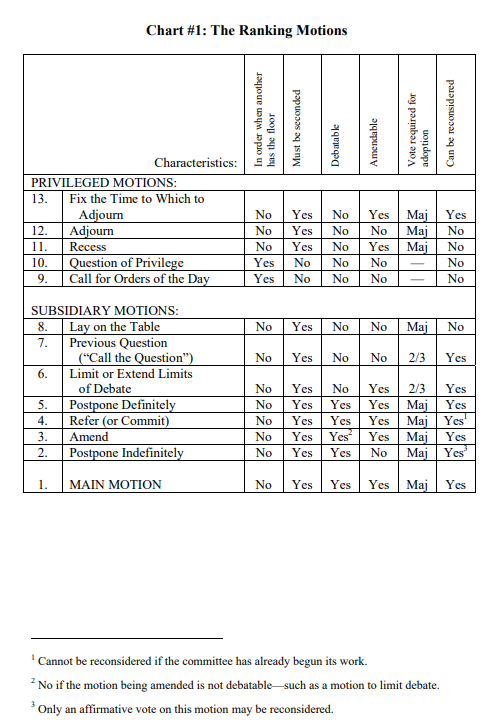 Chart #1: The Ranking Motions
Characteristics: In order when another has the floor Must be seconded Debatable Amendable Vote required for adoption Can be reconsidered
PRIVILEGED MOTIONS:
13. Fix the Time to Which to
Adjourn No Yes No Yes Maj Yes
12. Adjourn No Yes No No Maj No
11. Recess No Yes No Yes Maj No
10. Question of Privilege Yes No No No — No
9. Call for Orders of the Day Yes No No No — No
SUBSIDIARY MOTIONS:
8. Lay on the Table No Yes No No Maj No
7. Previous Question
(“Call the Question”) No Yes No No 2/3 Yes
6. Limit or Extend Limits
of Debate No Yes No Yes 2/3 Yes
5. Postpone Definitely No Yes Yes Yes Maj Yes
4. Refer (or Commit) No Yes Yes Yes Maj Yes¹
3. Amend No Yes Yes² Yes Maj Yes
2. Postpone Indefinitely No Yes Yes No Maj Yes³
1. MAIN MOTION No Yes Yes Yes Maj Yes
¹ Cannot be reconsidered if the committee has already begun its work.
² No if the motion being amended is not debatable—such as a motion to limit debate.
³ Only an affirmative vote on this motion may be reconsidered.